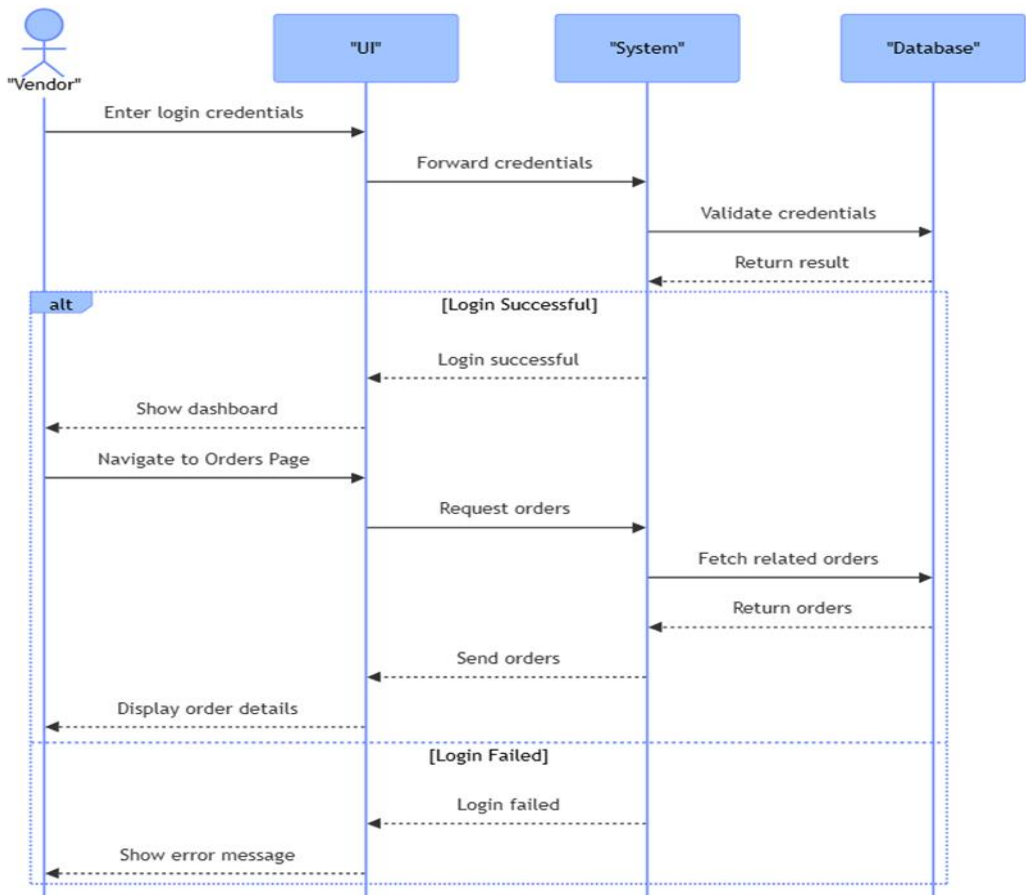 "Vendor"
"UI"
"System"
"Database"
Enter login credentials
Forward credentials
Validate credentials
Return result
alt
[Login Successful]
Login successful
Show dashboard
Navigate to Orders Page
Request orders
Fetch related orders
Return orders
Send orders
Display order details
[Login Failed]
Login failed
Show error message